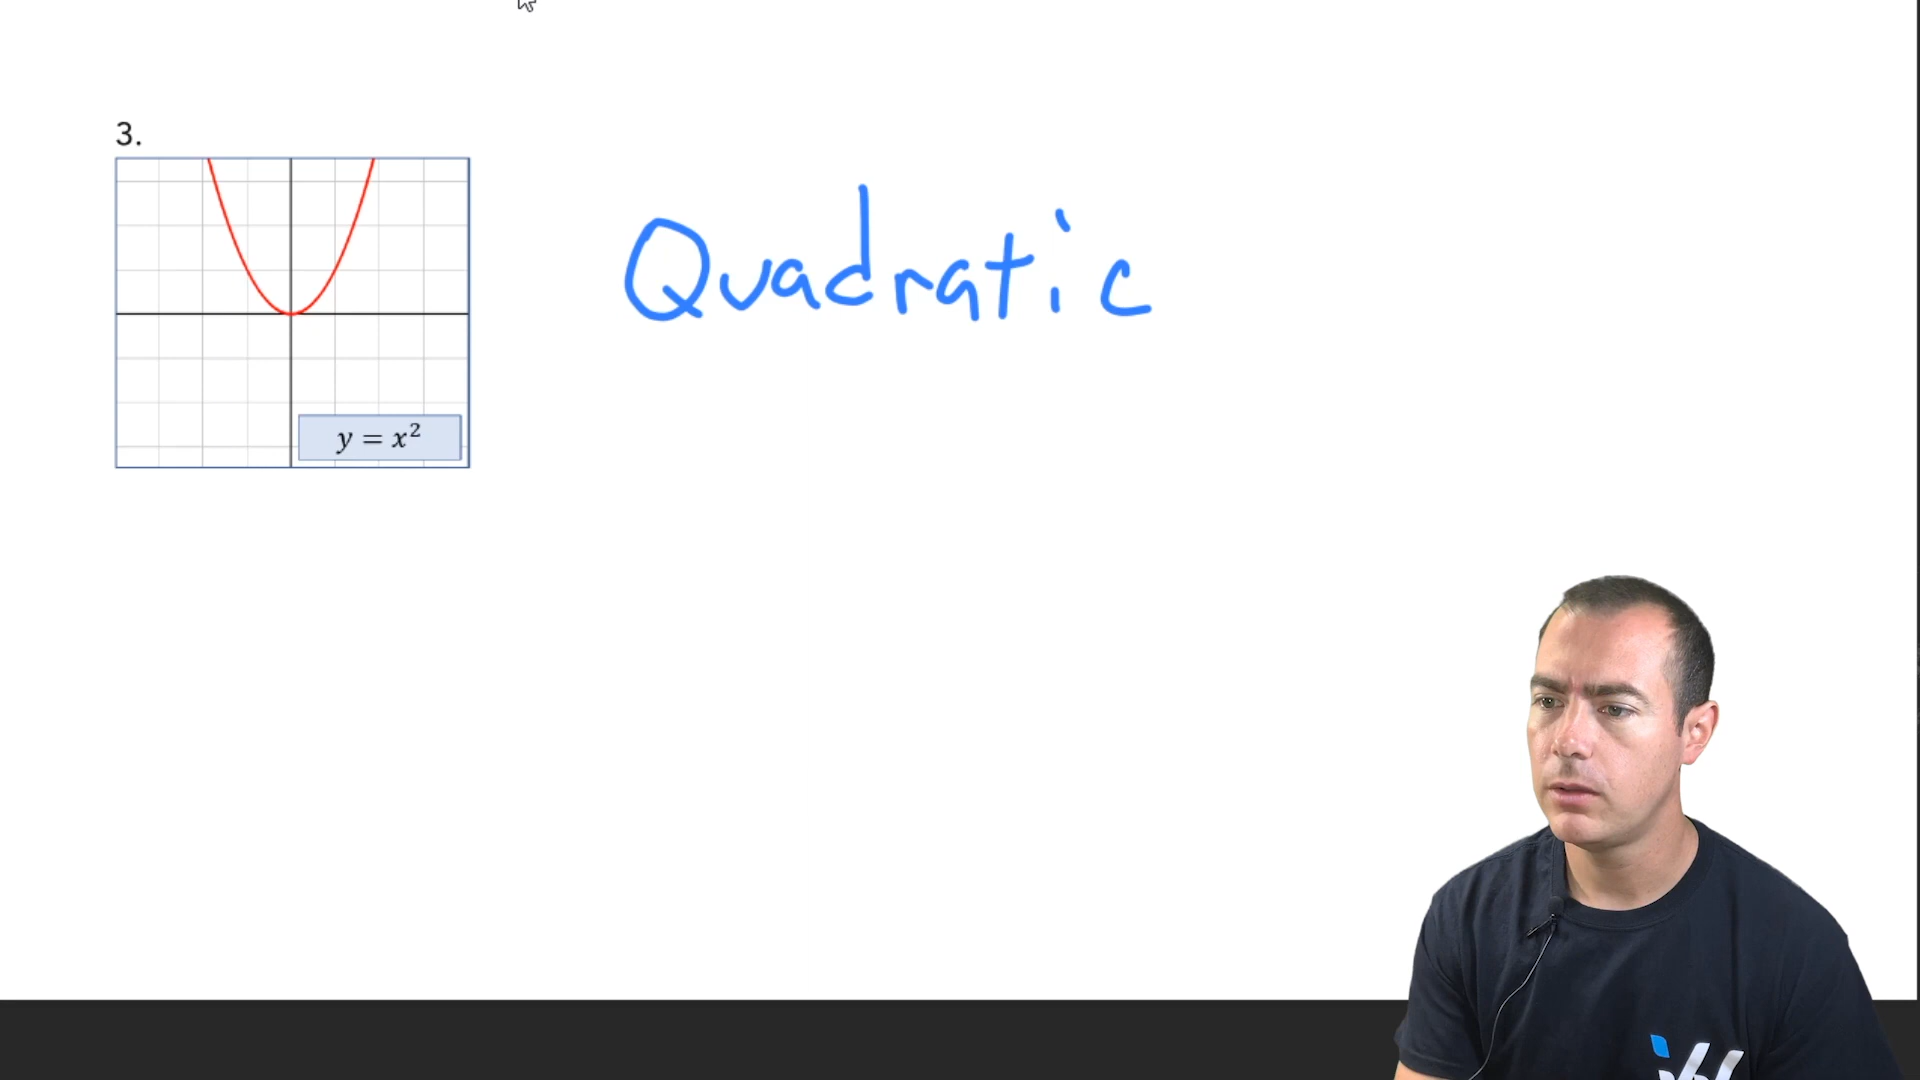 3.
Quadratic
y = x²